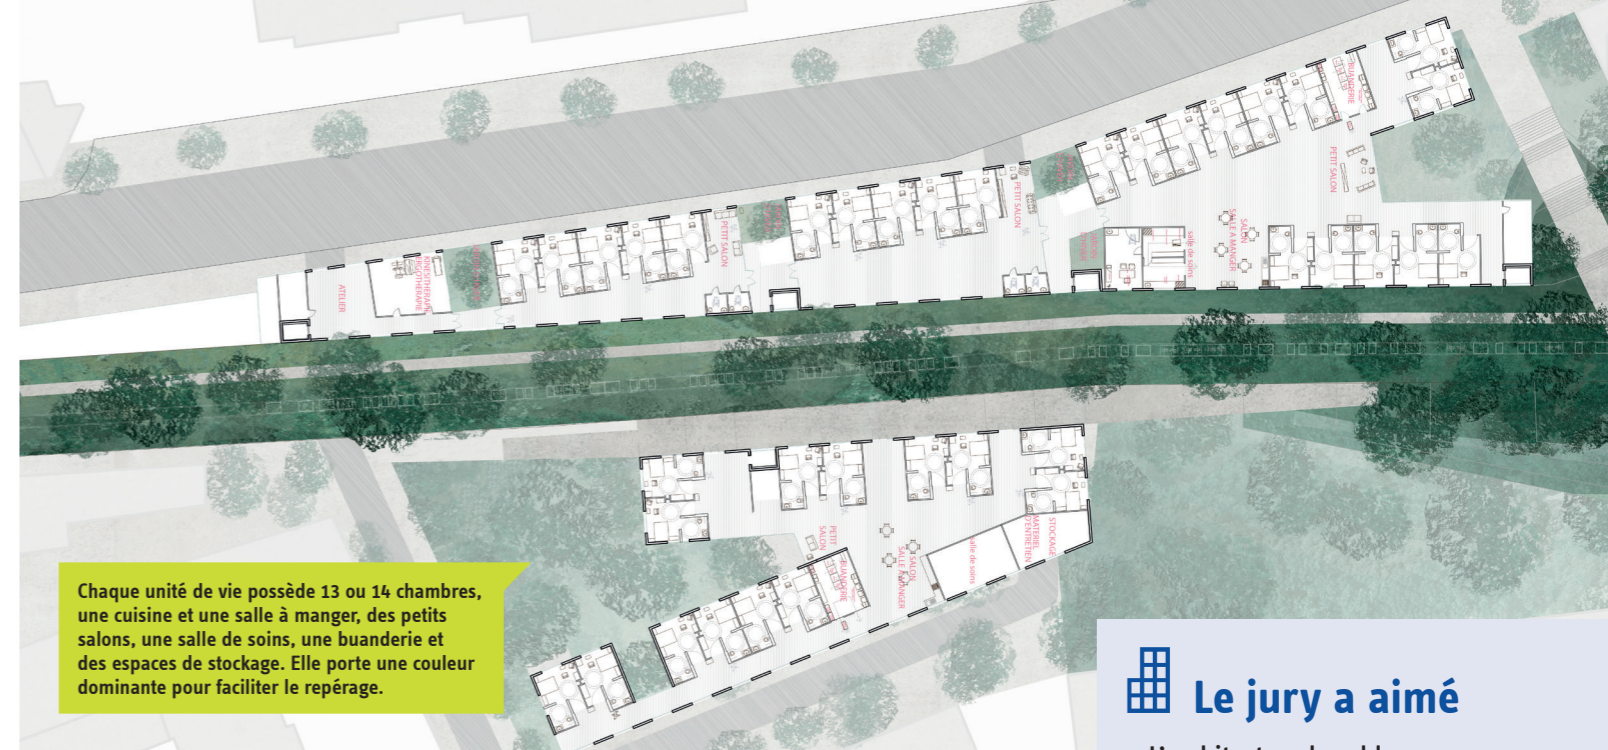 BUANDERIE
PETIT SALON
PETIT SALON
PETIT SALON
SALON
SALLE A MANGER
salle de soins
KINESITHERAPIE
ERGOTHERAPIE
ATELIER
PETIT
SALON
BUANDERIE
SALON
SALLE A MANGER
salle de soins
MATERIEL
D'ENTRETIEN
STOCKAGE
Chaque unité de vie possède 13 ou 14 chambres,
une cuisine et une salle à manger, des petits
salons, une salle de soins, une buanderie et
des espaces de stockage. Elle porte une couleur
dominante pour faciliter le repérage.
Le jury a aimé